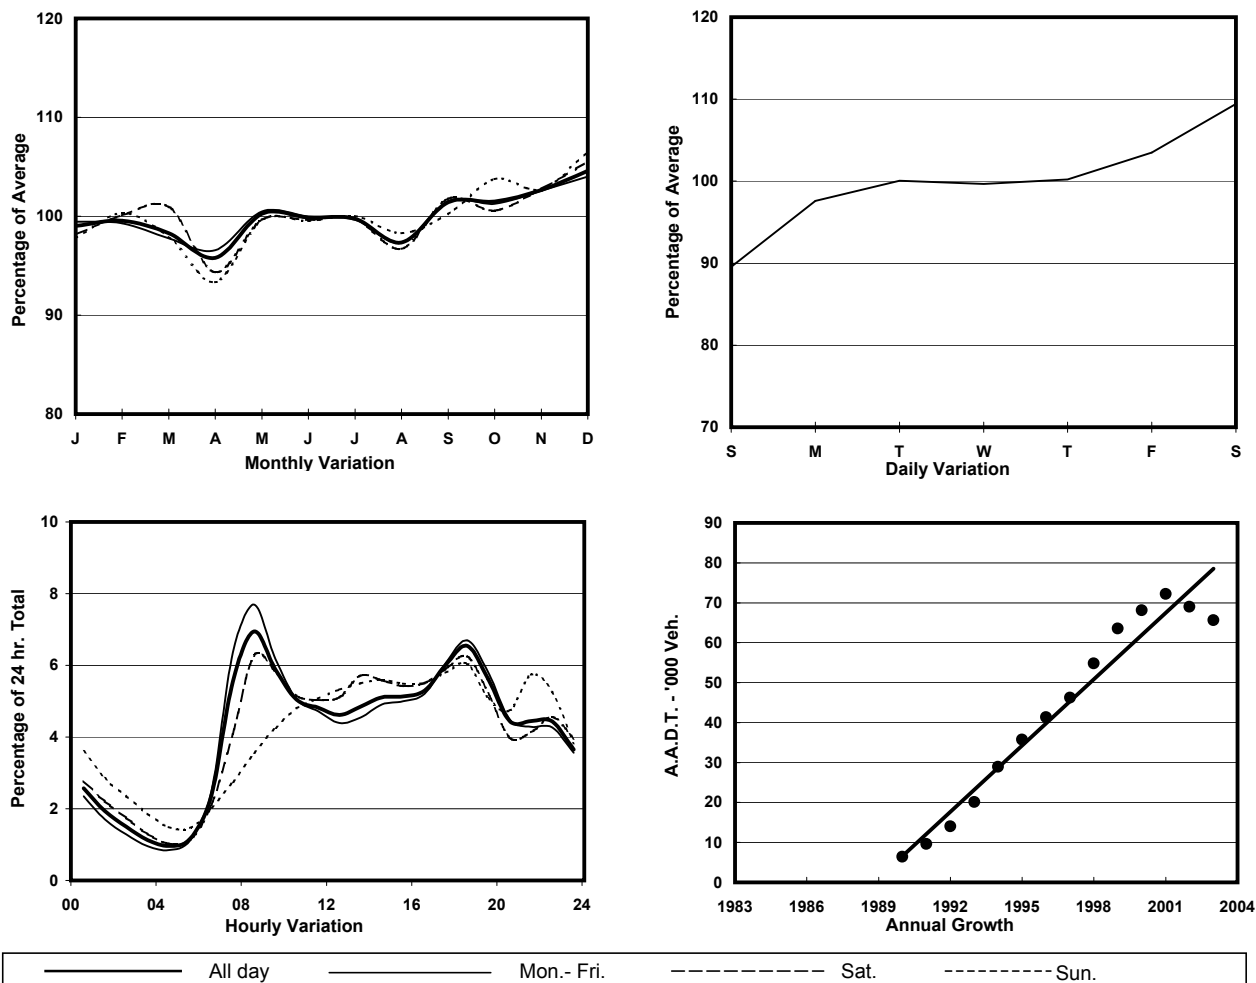 120
110
100
90
80
Percentage of Average
J F M A M J J A S O N D
Monthly Variation
120
110
100
90
80
70
Percentage of Average
S M T W T F S
Daily Variation
10
8
6
4
2
0
Percentage of 24 hr. Total
00 04 08 12 16 20 24
Hourly Variation
90
80
70
60
50
40
30
20
10
0
A.A.D.T. - '000 Veh.
1983 1986 1989 1992 1995 1998 2001 2004
Annual Growth
All day Mon.- Fri. Sat. Sun.